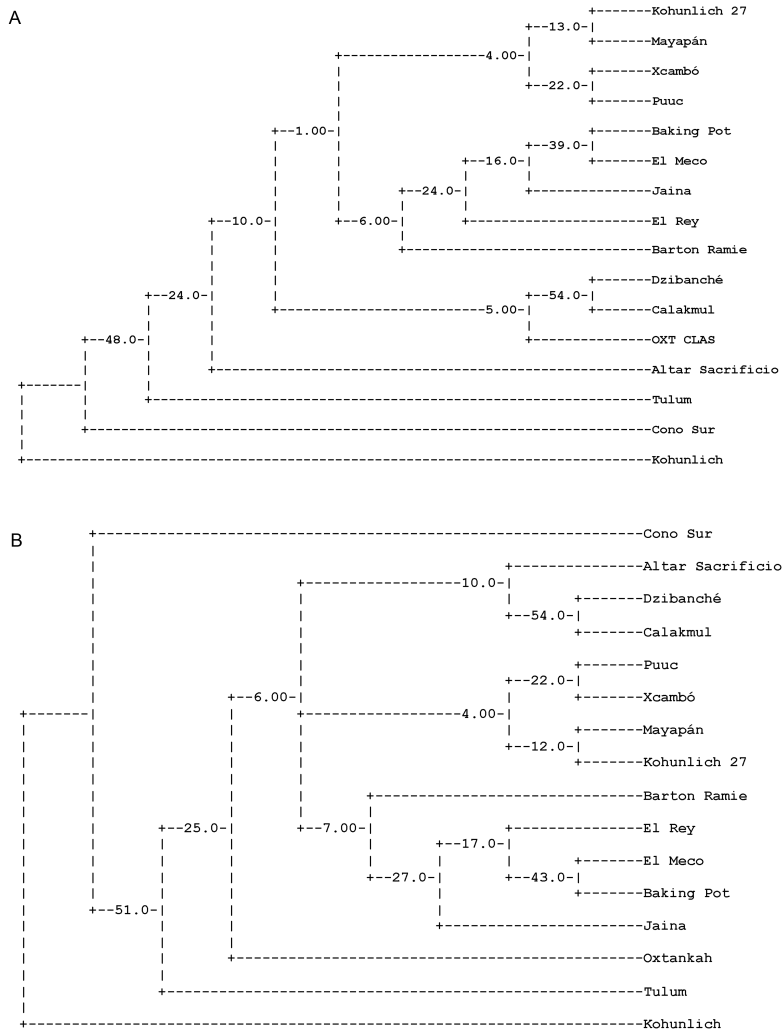 A
Kohunlich 27
13.0
Mayapán
4.00
Xcambó
22.0
Puuc
1.00
Baking Pot
39.0
16.0
El Meco
24.0
Jaina
10.0
6.00
El Rey
Barton Ramie
Dzibanché
24.0
54.0
5.00
Calakmul
48.0
OXT CLAS
Altar Sacrificio
Tulum
Cono Sur
Kohunlich
B
Cono Sur
Altar Sacrificio
10.0
Dzibanché
54.0
Calakmul
Puuc
22.0
6.00
Xcambó
4.00
Mayapán
12.0
Kohunlich 27
Barton Ramie
25.0
7.00
El Rey
17.0
El Meco
27.0
43.0
Baking Pot
51.0
Jaina
Oxtankah
Tulum
Kohunlich